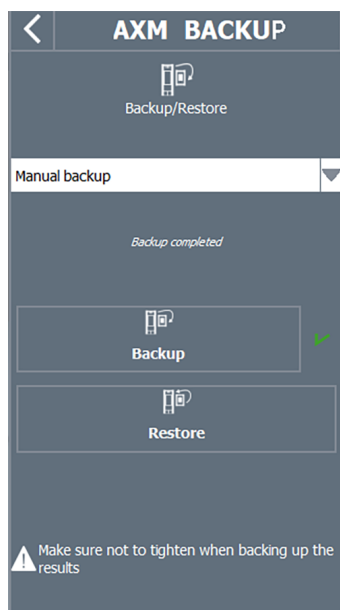 AXM BACKUP
Backup/Restore
Manual backup
Backup completed
Backup
Restore
Make sure not to tighten when backing up the
results